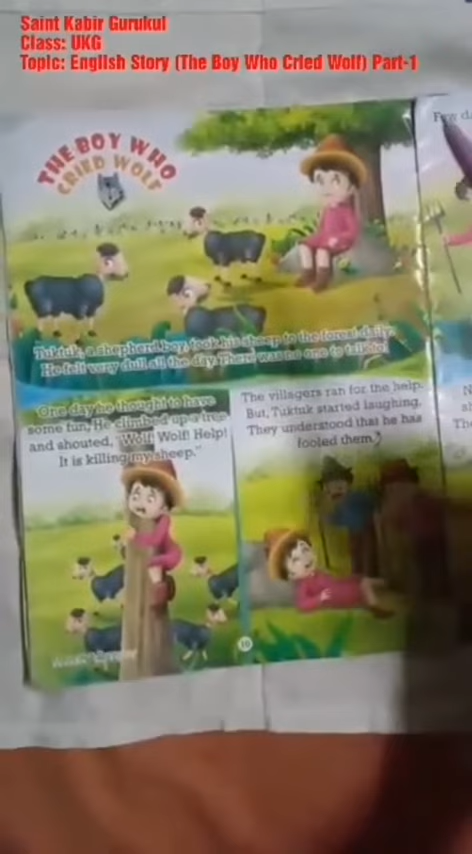 Saint Kabir Gurukul
Class: UKG
Topic: English Story (The Boy Who Cried Wolf) Part-1
THE BOY WHO
CRIED WOLF
Few
Tuktuk, a shepherd boy, took his sheep to the forest daily.
He felt very dull all the day. There was no one to talk to!
One day he thought to have
some fun, He climbed up a tree
and shouted, "Wolf! Wolf! Help!
It is killing my sheep."
The villagers ran for the help.
But, Tuktuk started laughing.
They understood that he has
fooled them.
10